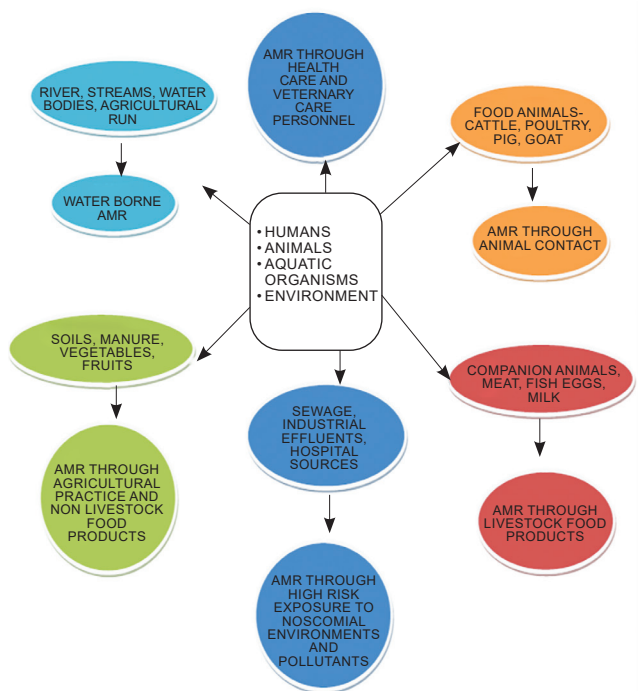 AMR THROUGH
HEALTH
CARE AND
VETERNARY
CARE
PERSONNEL
RIVER, STREAMS, WATER
BODIES, AGRICULTURAL
RUN
WATER BORNE
AMR
FOOD ANIMALS-
CATTLE, POULTRY,
PIG, GOAT
AMR THROUGH
ANIMAL CONTACT
• HUMANS
• ANIMALS
• AQUATIC
ORGANISMS
• ENVIRONMENT
SOILS, MANURE,
VEGETABLES,
FRUITS
AMR THROUGH
AGRICULTURAL
PRACTICE AND
NON LIVESTOCK
FOOD
PRODUCTS
SEWAGE,
INDUSTRIAL
EFFLUENTS,
HOSPITAL
SOURCES
AMR THROUGH
HIGH RISK
EXPOSURE TO
NOSCOMIAL
ENVIRONMENTS
AND
POLLUTANTS
COMPANION ANIMALS,
MEAT, FISH EGGS,
MILK
AMR THROUGH
LIVESTOCK FOOD
PRODUCTS